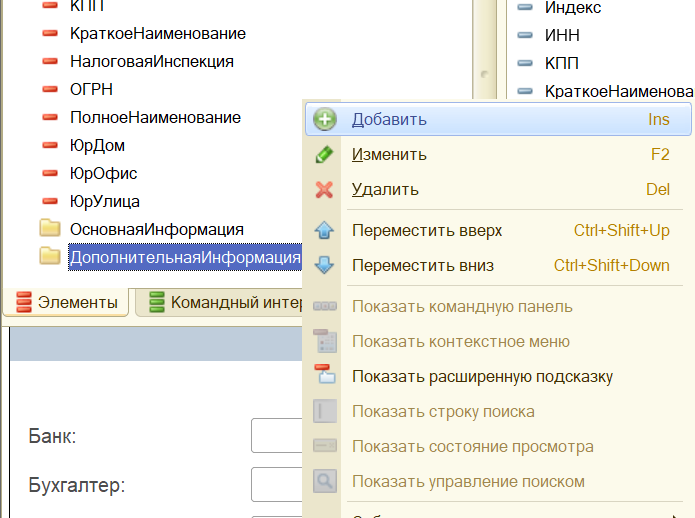 КПП
КраткоеНаименование
НалоговаяИнспекция
ОГРН
ПолноеНаименование
ЮрДом
ЮрОфис
ЮрУлица
ОсновнаяИнформация
ДополнительнаяИнформация
Элементы
Командный интер
Банк:
Бухгалтер:
Индекс
ИНН
КПП
КраткоеНаименова
Добавить Ins
Изменить F2
Удалить Del
Переместить вверх Ctrl+Shift+Up
Переместить вниз Ctrl+Shift+Down
Показать командную панель
Показать контекстное меню
Показать расширенную подсказку
Показать строку поиска
Показать состояние просмотра
Показать управление поиском